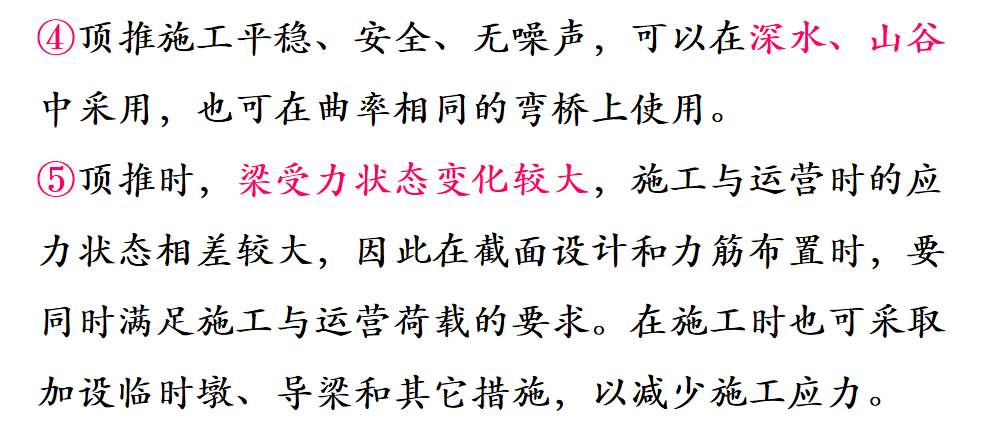 ④顶推施工平稳、安全、无噪声，可以在深水、山谷
中采用，也可在曲率相同的弯桥上使用。
⑤顶推时，梁受力状态变化较大，施工与运营时的应
力状态相差较大，因此在截面设计和力筋布置时，要
同时满足施工与运营荷载的要求。在施工时也可采取
加设临时墩、导梁和其它措施，以减少施工应力。